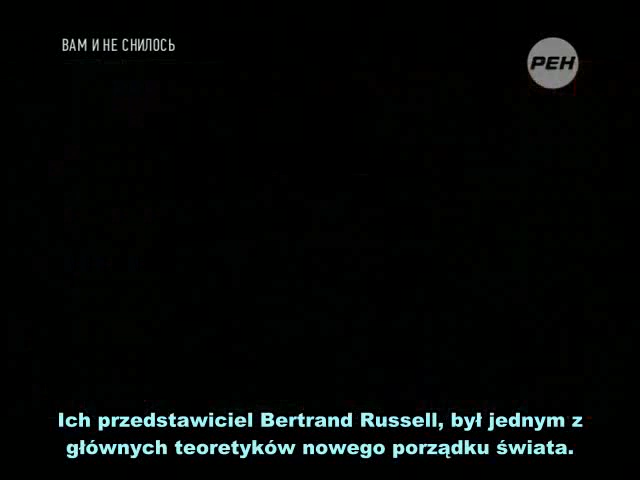 ВАМ И НЕ СНИЛОСЬ
РЕН
Ich przedstawiciel Bertrand Russell, był jednym z
głównych teoretyków nowego porządku świata.